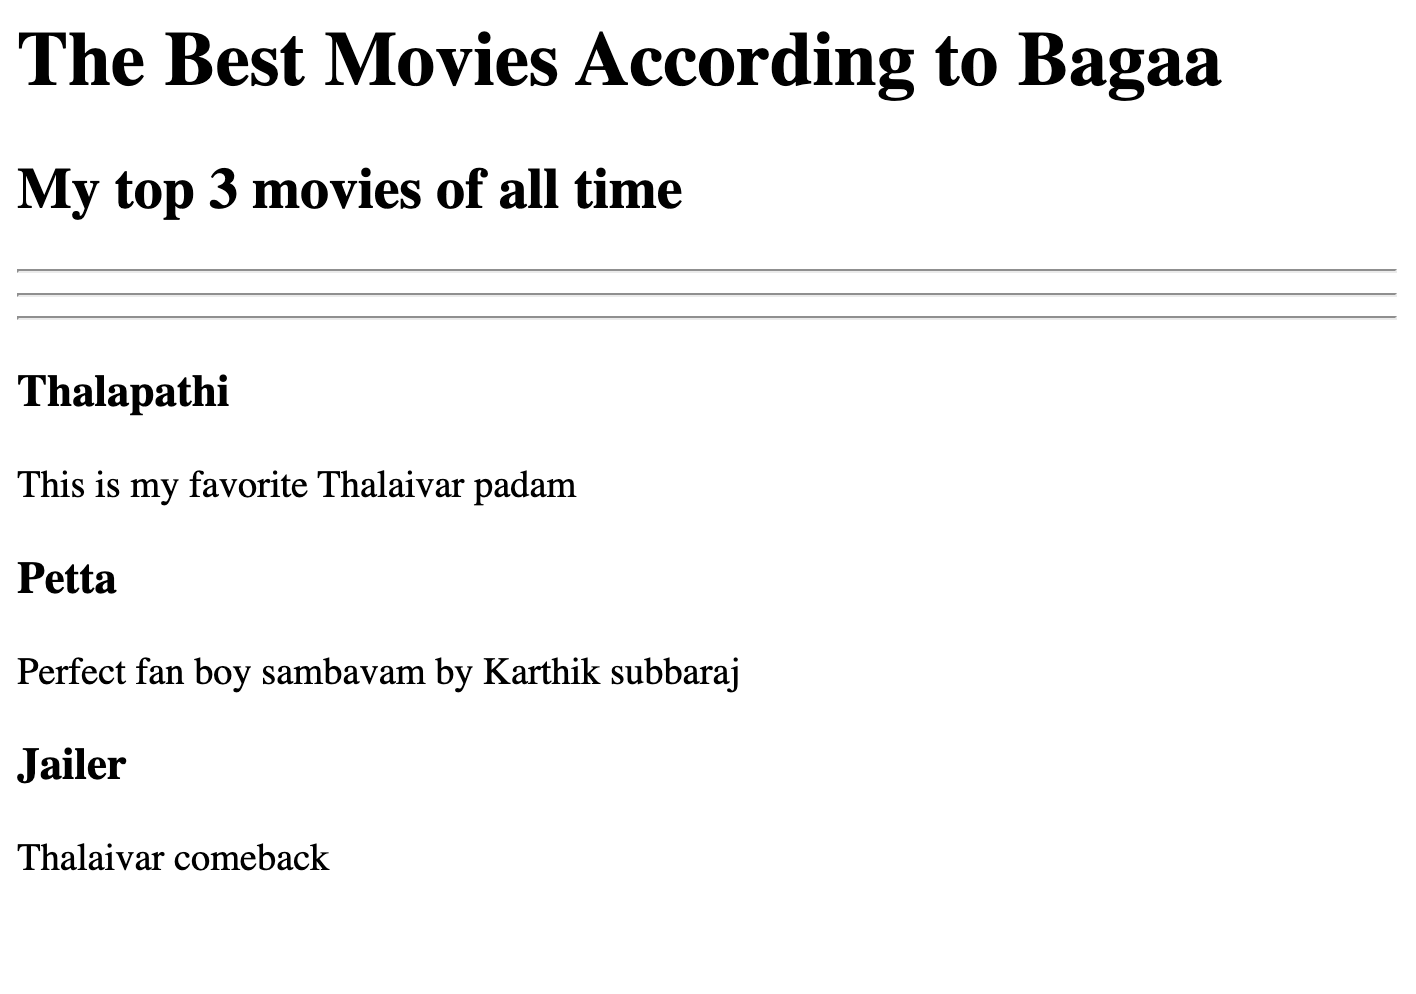 The Best Movies According to Bagaa
My top 3 movies of all time
Thalapathi
This is my favorite Thalaivar padam
Petta
Perfect fan boy sambavam by Karthik subbaraj
Jailer
Thalaivar comeback